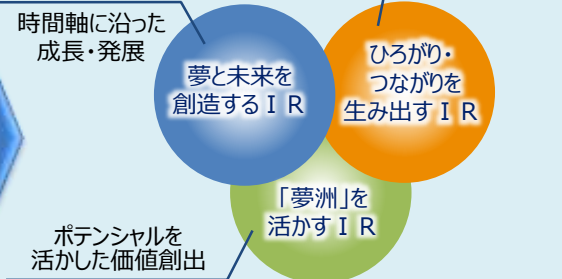 時間軸に沿った
成長・発展
夢と未来を
創造するＩＲ
ひろがり・
つながりを
生み出すＩＲ
「夢洲」を
活かすＩＲ
ポテンシャルを
活かした価値創出